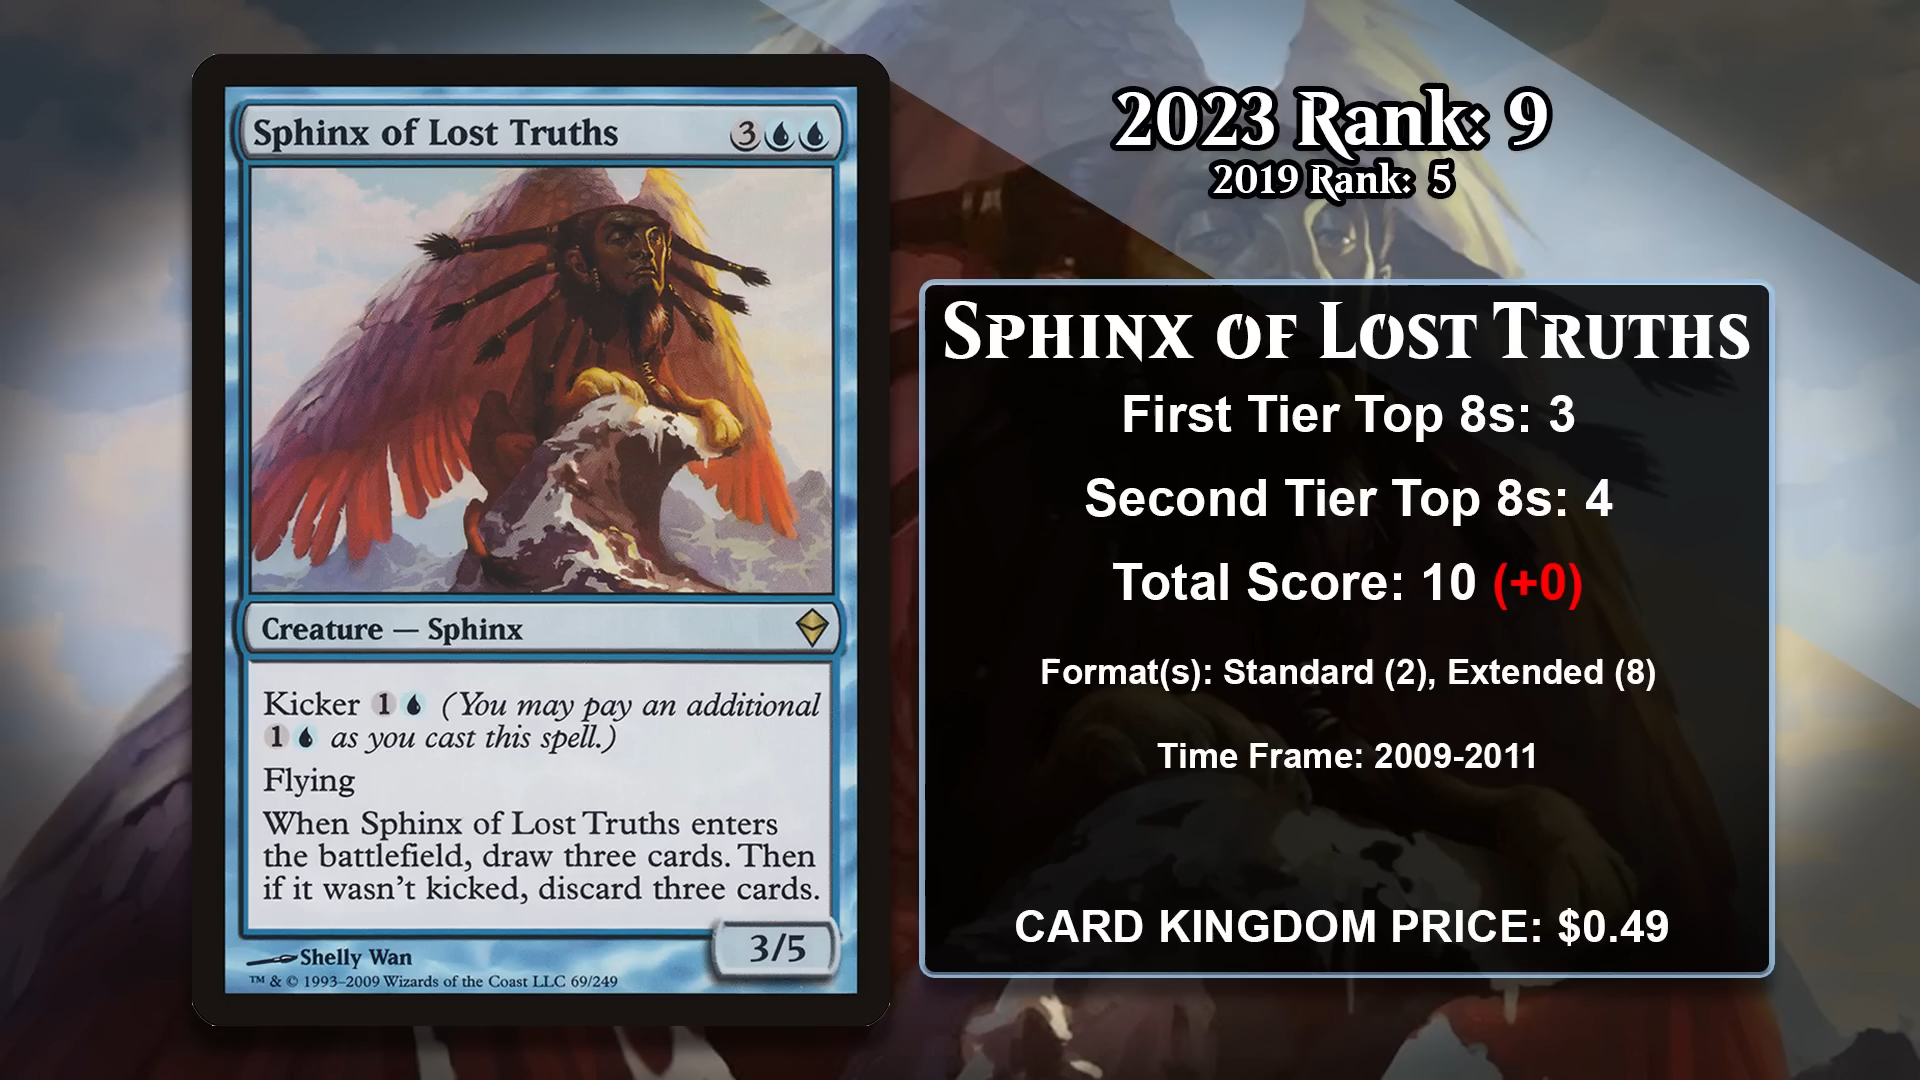 Sphinx of Lost Truths 3
Creature — Sphinx
Kicker 1 (You may pay an additional
1 as you cast this spell.)
Flying
When Sphinx of Lost Truths enters
the battlefield, draw three cards. Then
if it wasn't kicked, discard three cards.
3/5
Shelly Wan
™ & © 1993–2009 Wizards of the Coast LLC 69/249
2023 Rank: 9
2019 Rank: 5
Sphinx of Lost Truths
First Tier Top 8s: 3
Second Tier Top 8s: 4
Total Score: 10 (+0)
Format(s): Standard (2), Extended (8)
Time Frame: 2009-2011
CARD KINGDOM PRICE: $0.49